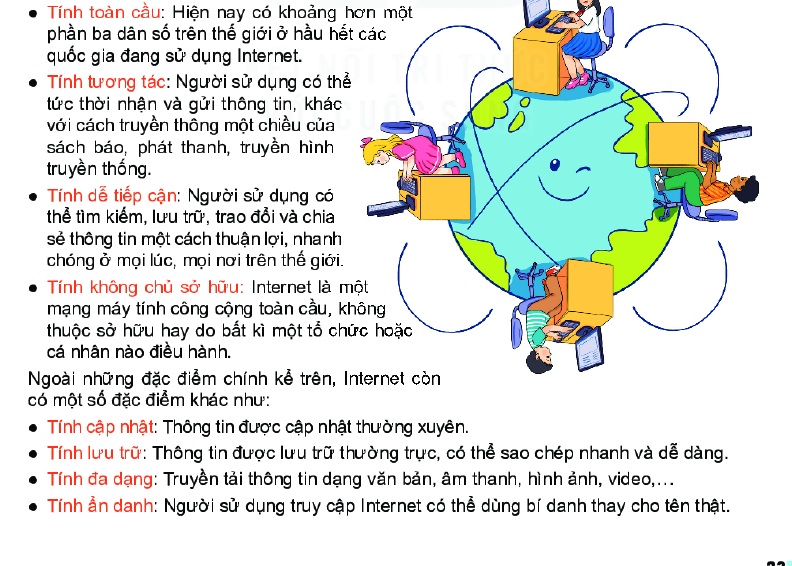 ● Tính toàn cầu: Hiện nay có khoảng hơn một
phần ba dân số trên thế giới ở hầu hết các
quốc gia đang sử dụng Internet.
● Tính tương tác: Người sử dụng có thể
tức thời nhận và gửi thông tin, khác
với cách truyền thông một chiều của
sách báo, phát thanh, truyền hình
truyền thống.
● Tính dễ tiếp cận: Người sử dụng có
thể tìm kiếm, lưu trữ, trao đổi và chia
sẻ thông tin một cách thuận lợi, nhanh
chóng ở mọi lúc, mọi nơi trên thế giới.
● Tính không chủ sở hữu: Internet là một
mạng máy tính công cộng toàn cầu, không
thuộc sở hữu hay do bất kì một tổ chức hoặc
cá nhân nào điều hành.
Ngoài những đặc điểm chính kể trên, Internet còn
có một số đặc điểm khác như:
● Tính cập nhật: Thông tin được cập nhật thường xuyên.
● Tính lưu trữ: Thông tin được lưu trữ thường trực, có thể sao chép nhanh và dễ dàng.
● Tính đa dạng: Truyền tải thông tin dạng văn bản, âm thanh, hình ảnh, video,…
● Tính ẩn danh: Người sử dụng truy cập Internet có thể dùng bí danh thay cho tên thật.